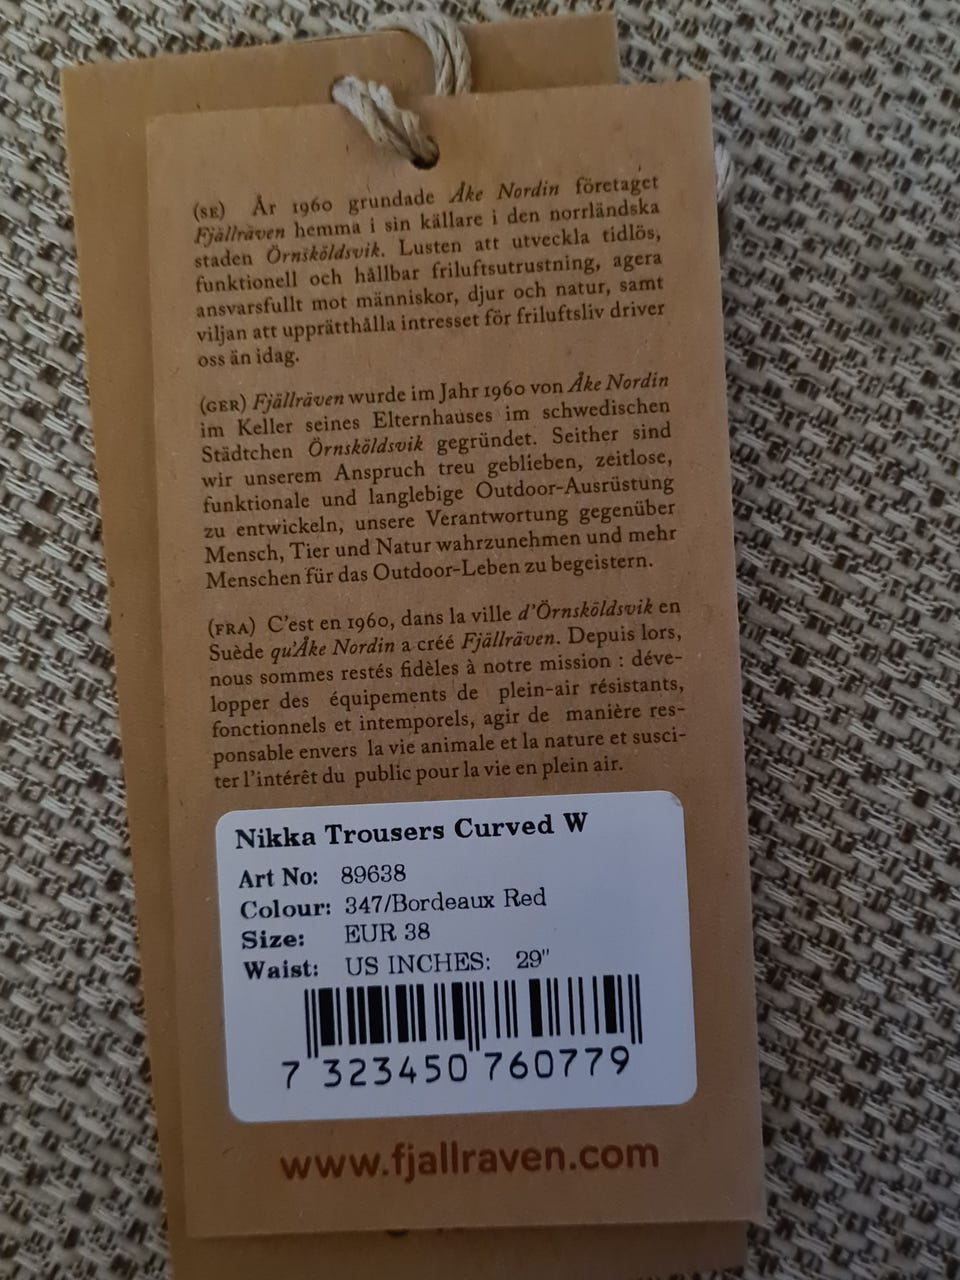 (SE) År 1960 grundade Åke Nordin företaget
Fjällräven hemma i sin källare i den norrländska
staden Örnsköldsvik. Lusten att utveckla tidlös,
funktionell och hållbar friluftsutrustning, agera
ansvarsfullt mot människor, djur och natur, samt
viljan att upprätthålla intresset för friluftsliv driver
oss än idag.
(GER) Fjällräven wurde im Jahr 1960 von Åke Nordin
im Keller seines Elternhauses im schwedischen
Städtchen Örnsköldsvik gegründet. Seither sind
wir unserem Anspruch treu geblieben, zeitlose,
funktionale und langlebige Outdoor-Ausrüstung
zu entwickeln, unsere Verantwortung gegenüber
Mensch, Tier und Natur wahrzunehmen und mehr
Menschen für das Outdoor-Leben zu begeistern.
(FRA) C'est en 1960, dans la ville d'Örnsköldsvik en
Suède qu'Åke Nordin a créé Fjällräven. Depuis lors,
nous sommes restés fidèles à notre mission : déve-
lopper des équipements de plein-air résistants,
fonctionnels et intemporels, agir de manière res-
ponsable envers la vie animale et la nature et susci-
ter l'intérêt du public pour la vie en plein air.
Nikka Trousers Curved W
Art No: 89638
Colour: 347/Bordeaux Red
Size: EUR 38
Waist: US INCHES: 29"
7 323450 760779
www.fjallraven.com